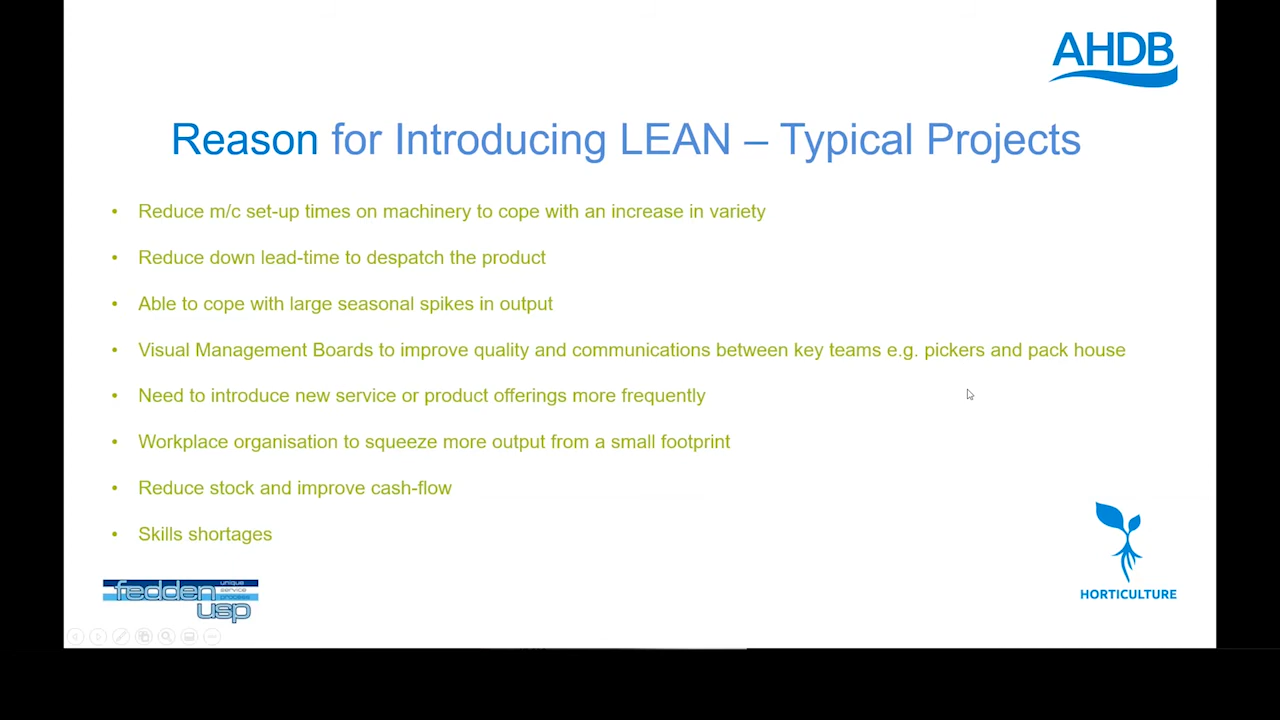 AHDB
Reason for Introducing LEAN – Typical Projects
• Reduce m/c set-up times on machinery to cope with an increase in variety
• Reduce down lead-time to despatch the product
• Able to cope with large seasonal spikes in output
• Visual Management Boards to improve quality and communications between key teams e.g. pickers and pack house
• Need to introduce new service or product offerings more frequently
• Workplace organisation to squeeze more output from a small footprint
• Reduce stock and improve cash-flow
• Skills shortages
fedden
unique
service
process
usp
HORTICULTURE